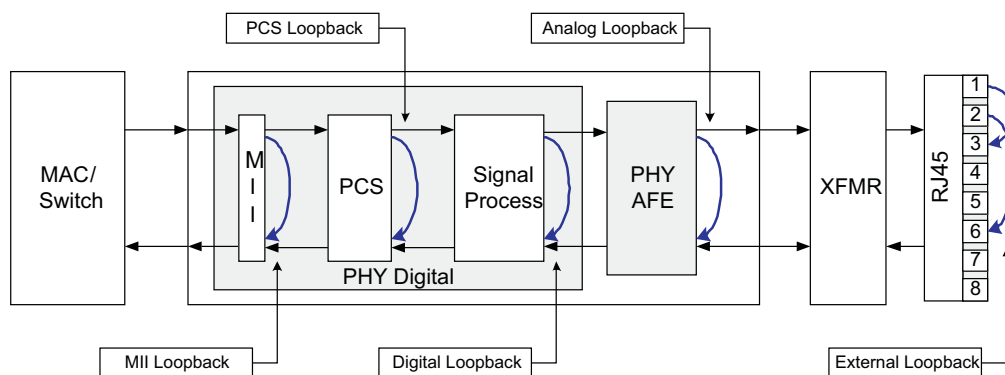 PCS Loopback
Analog Loopback
MAC/
Switch
M
I
I
PCS
Signal
Process
PHY
AFE
XFMR
RJ45
1
2
3
4
5
6
7
8
PHY Digital
MII Loopback
Digital Loopback
External Loopback